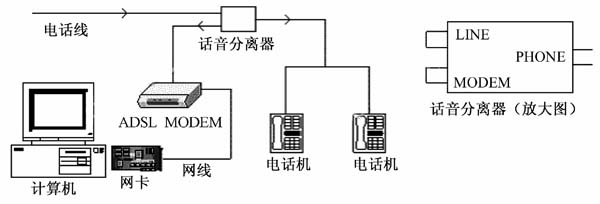 电话线
话音分离器
ADSL MODEM
计算机
网卡
网线
电话机
电话机
LINE
PHONE
MODEM
话音分离器（放大图）